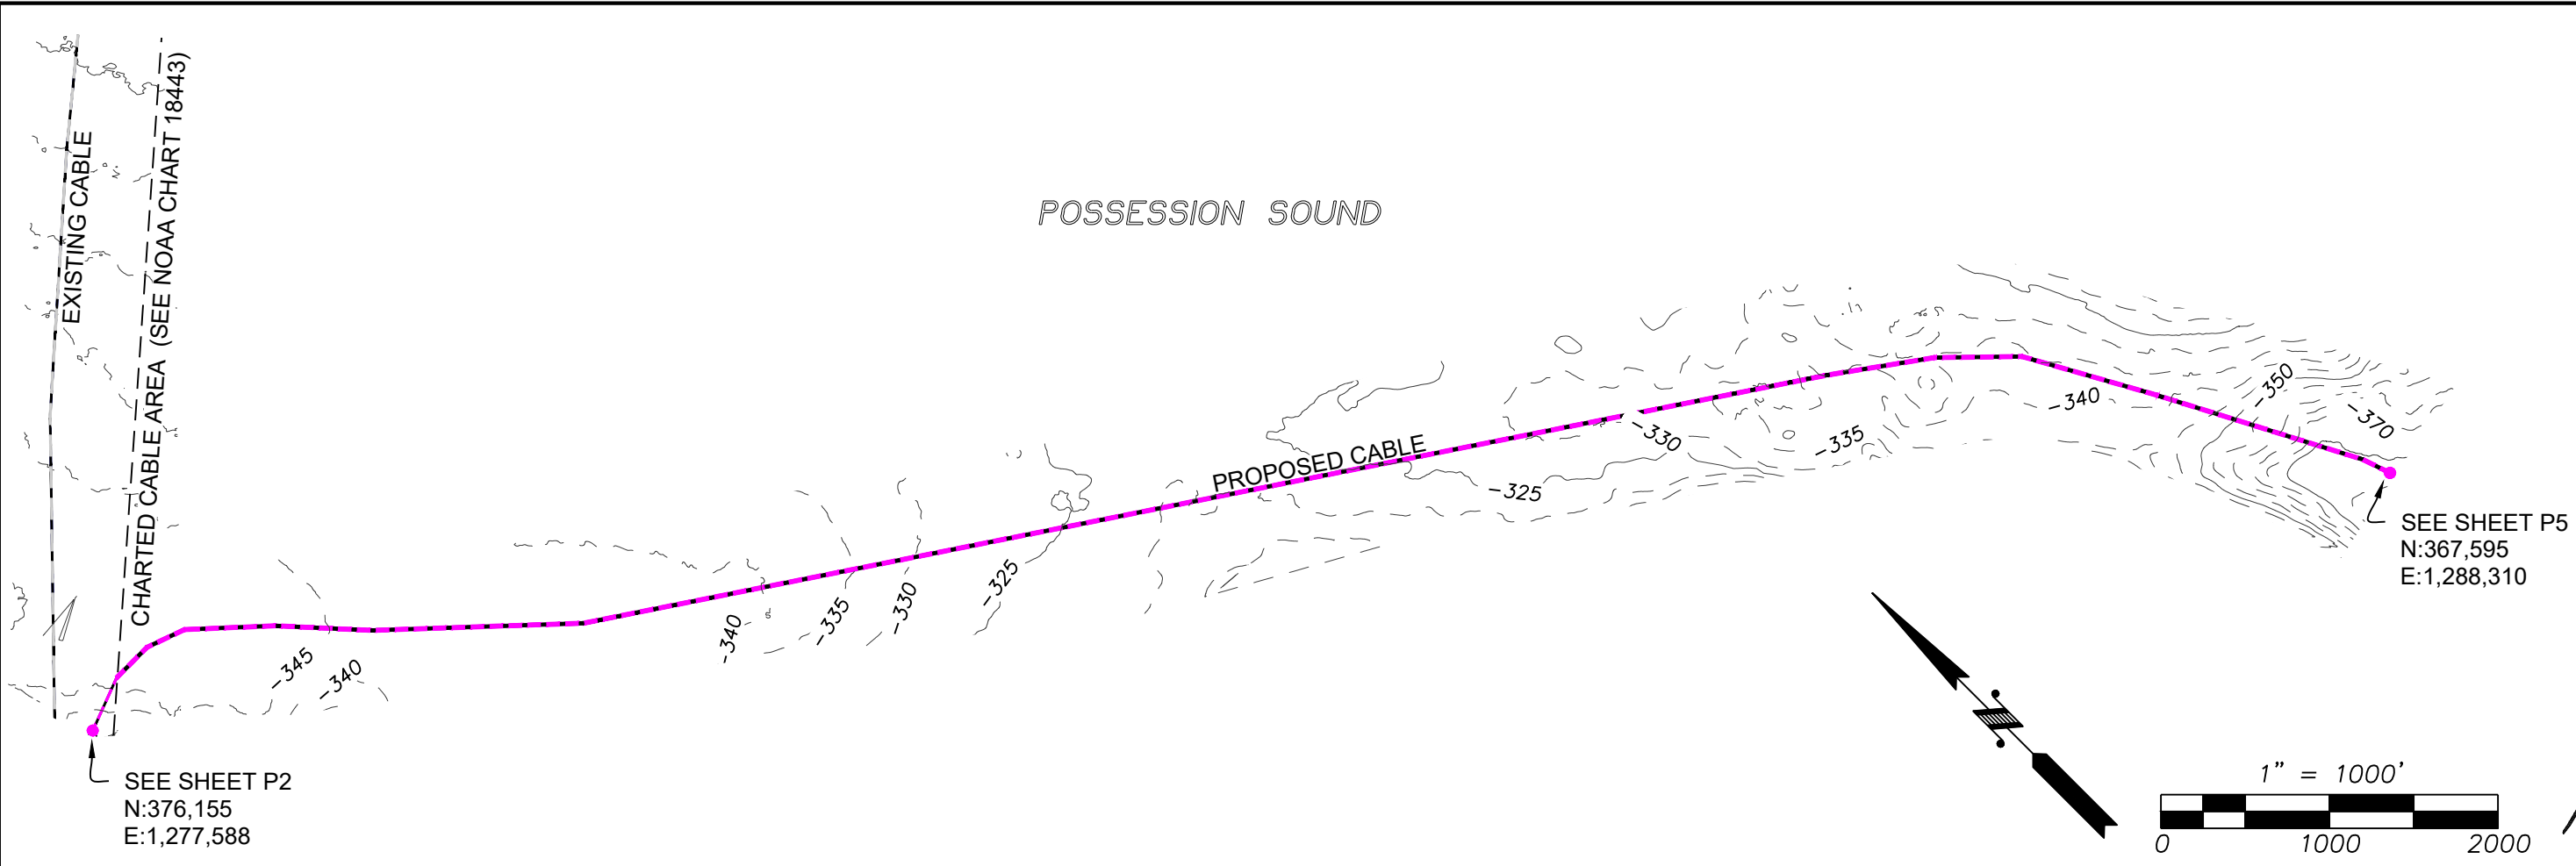 EXISTING CABLE
CHARTED CABLE AREA (SEE NOAA CHART 18443)
POSSESSION SOUND
PROPOSED CABLE
-345
-340
-340
-335
-330
-325
-325
-330
-335
-340
-350
-370
SEE SHEET P2
N:376,155
E:1,277,588
SEE SHEET P5
N:367,595
E:1,288,310
1" = 1000'
0 1000 2000